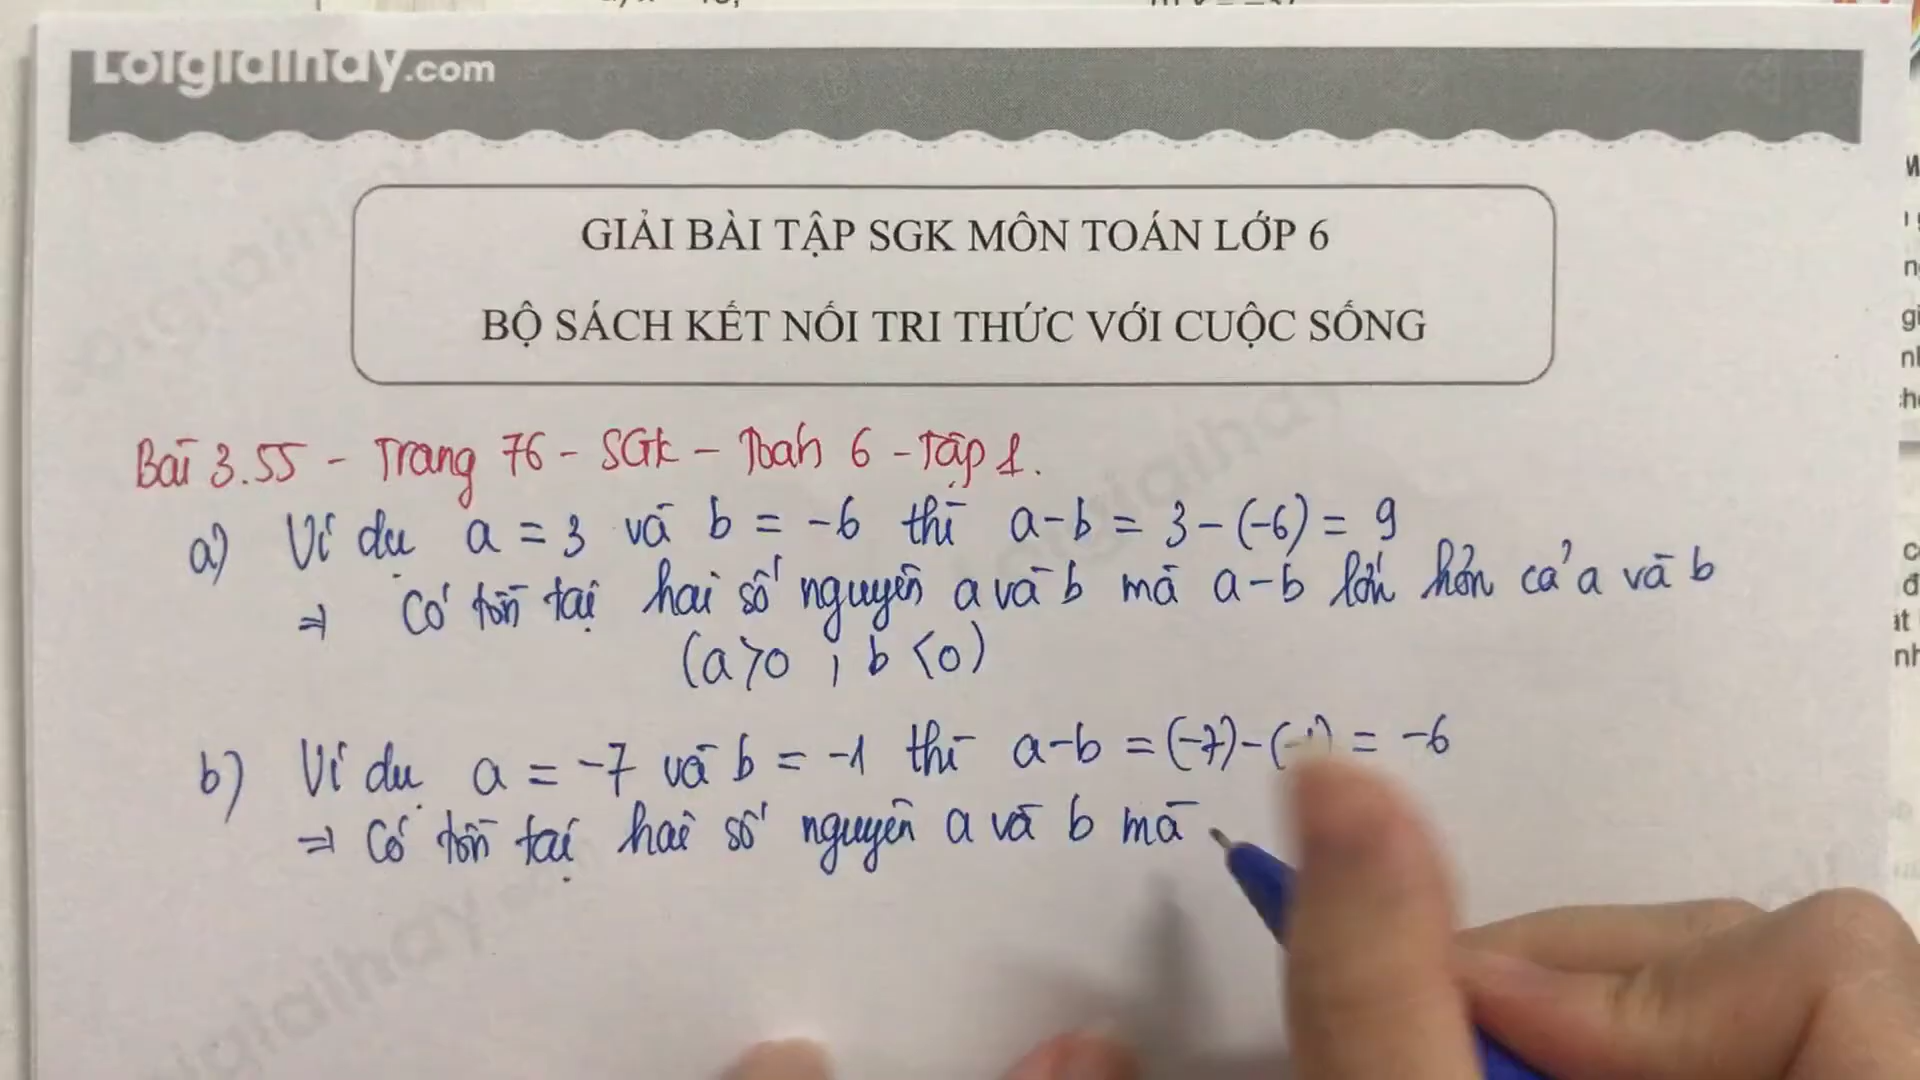 Loigiaihay.com
GIẢI BÀI TẬP SGK MÔN TOÁN LỚP 6
BỘ SÁCH KẾT NỐI TRI THỨC VỚI CUỘC SỐNG
Bài 3.55 - Trang 76 - SGK - Toán 6 - Tập 1.
a) Ví dụ a = 3 và b = -6 thì a-b = 3-(-6) = 9
⇒ Có tồn tại hai số nguyên a và b mà a-b lớn hơn cả a và b
(a>0 ; b<0)
b) Ví dụ a = -7 và b = -1 thì a-b = (-7)-(-1) = -6
⇒ Có tồn tại hai số nguyên a và b mà